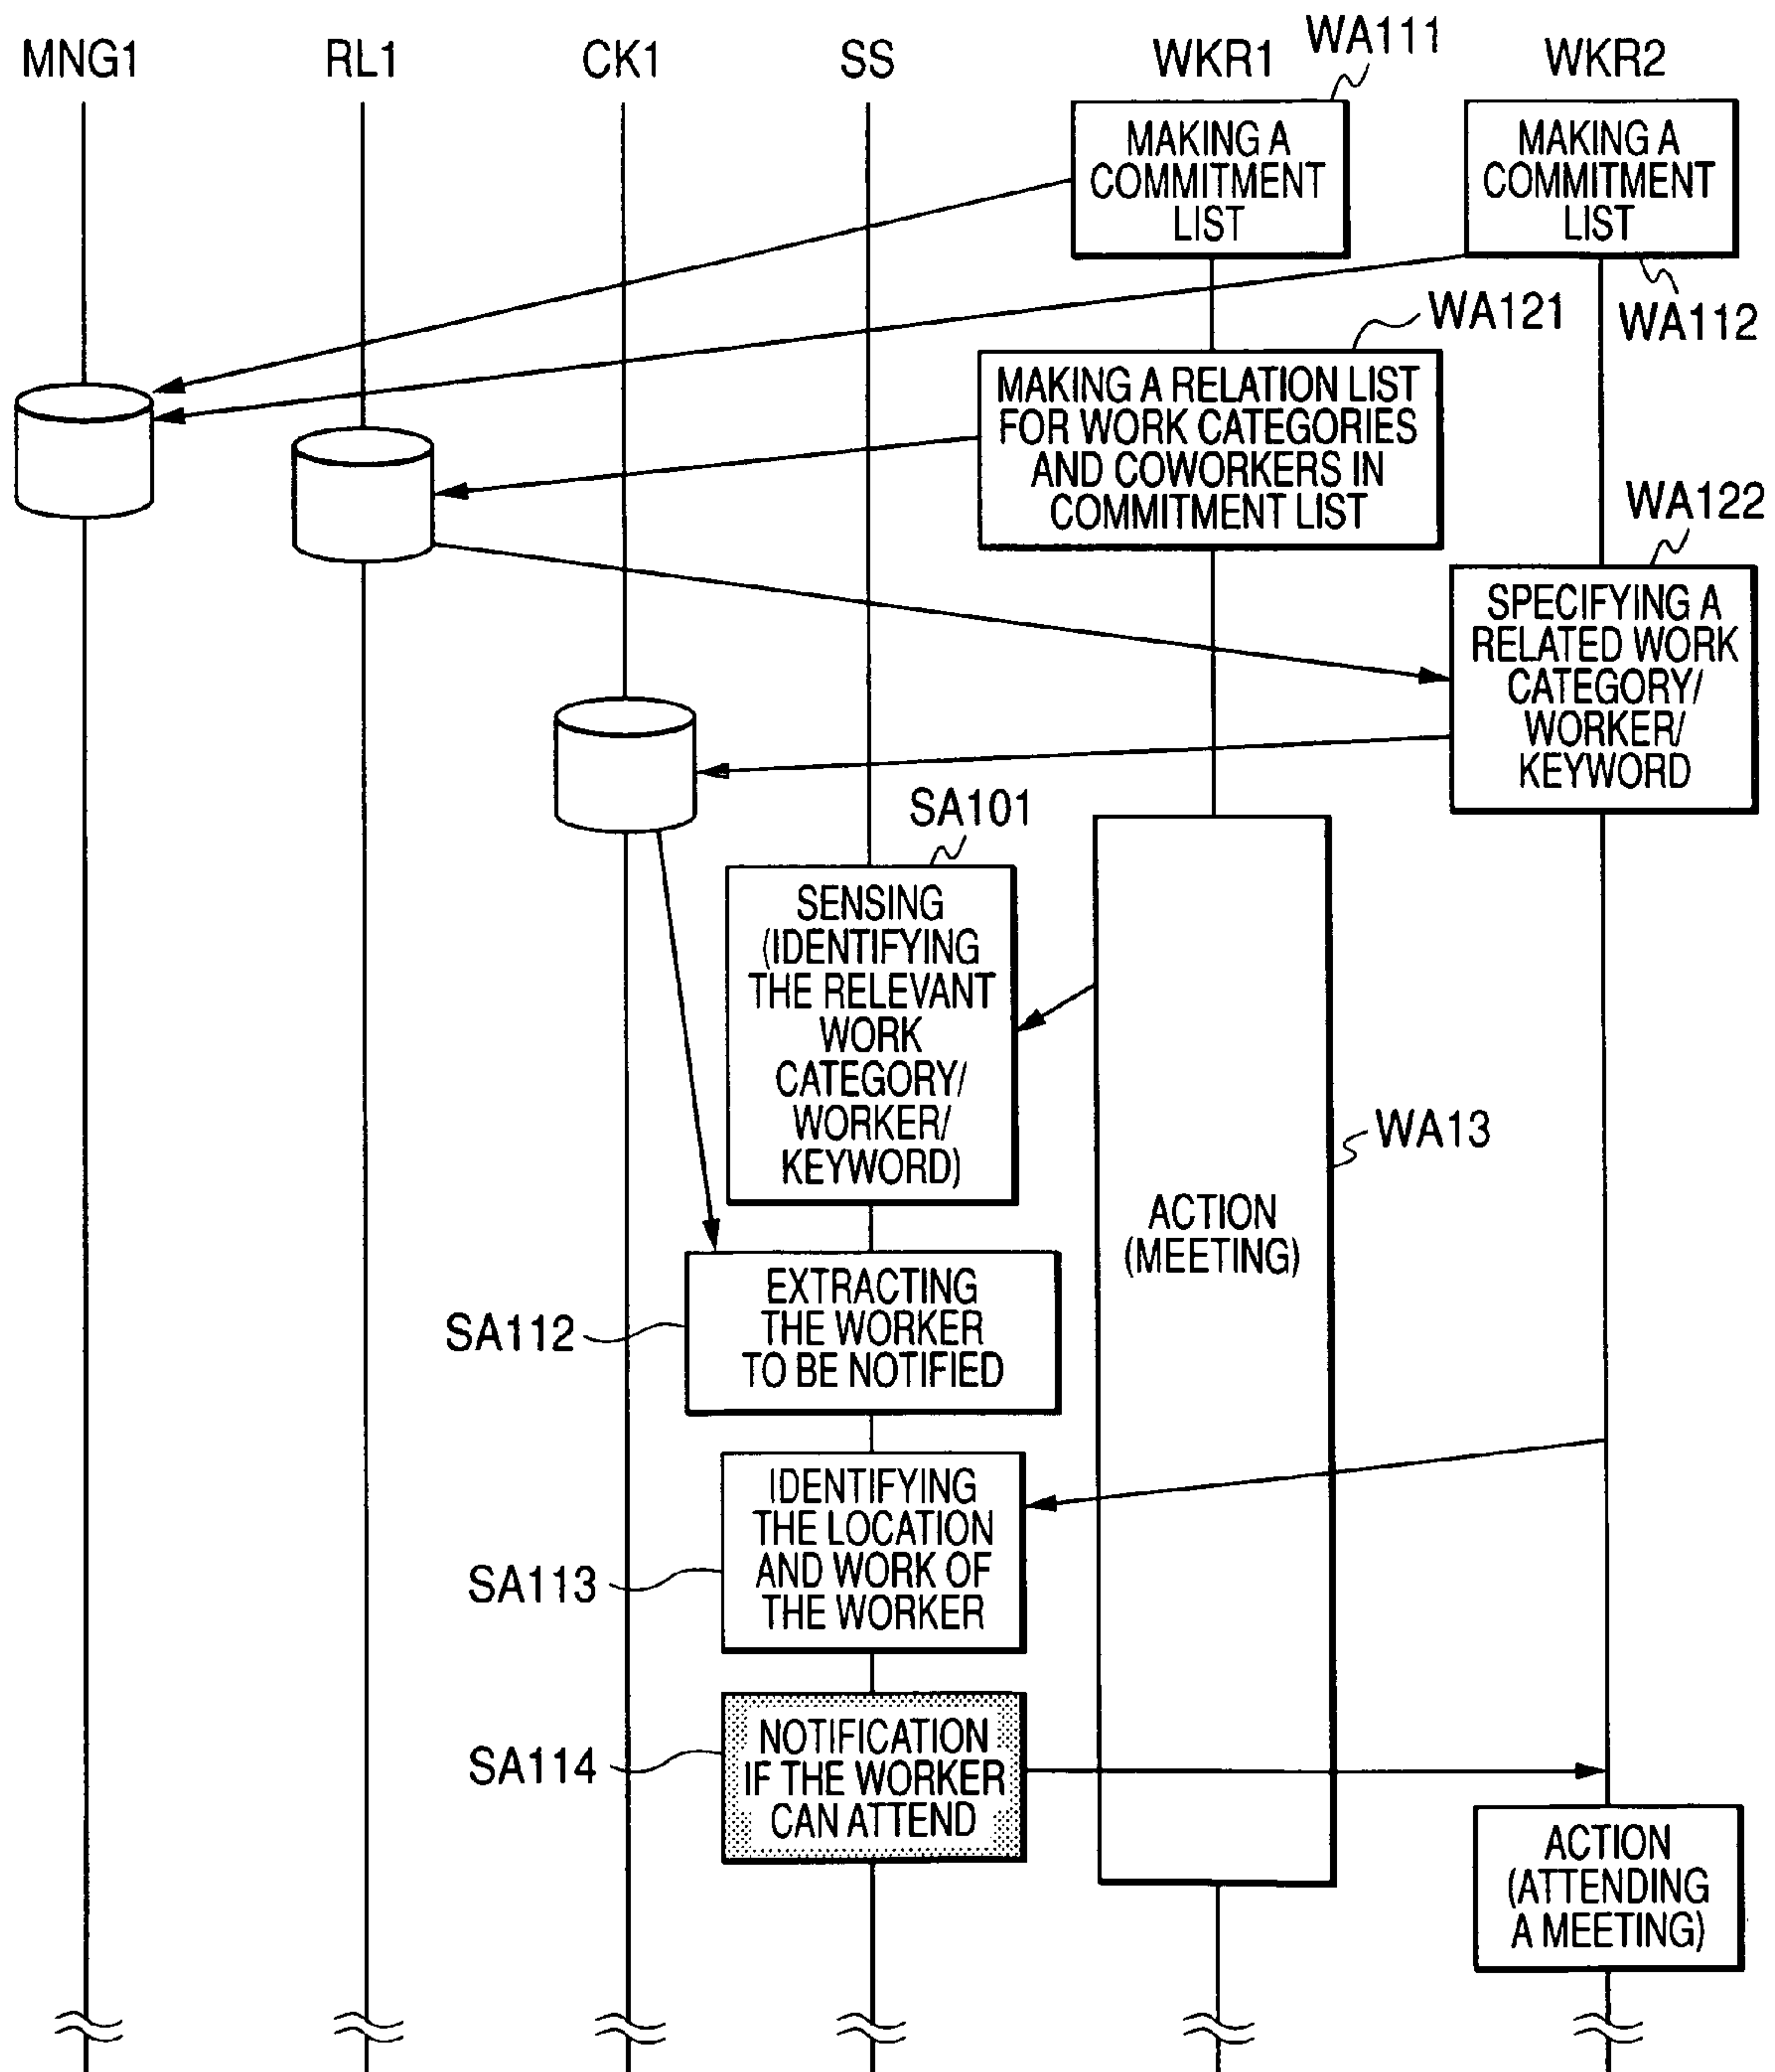 MNG1
RL1
CK1
SS
WKR1
WA111
WKR2
MAKING A
COMMITMENT
LIST
MAKING A
COMMITMENT
LIST
WA121
WA112
MAKING A RELATION LIST
FOR WORK CATEGORIES
AND COWORKERS IN
COMMITMENT LIST
WA122
SPECIFYING A
RELATED WORK
CATEGORY/
WORKER/
KEYWORD
SA101
SENSING
(IDENTIFYING
THE RELEVANT
WORK
CATEGORY/
WORKER/
KEYWORD)
WA13
ACTION
(MEETING)
SA112
EXTRACTING
THE WORKER
TO BE NOTIFIED
SA113
IDENTIFYING
THE LOCATION
AND WORK OF
THE WORKER
SA114
NOTIFICATION
IF THE WORKER
CAN ATTEND
ACTION
(ATTENDING
A MEETING)